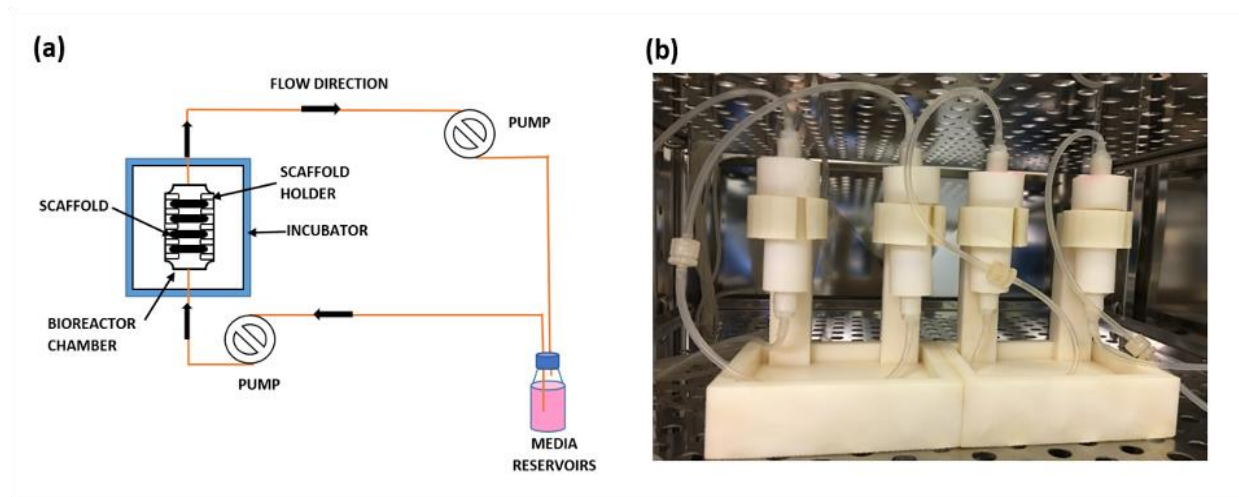 (a)
(b)
FLOW DIRECTION
PUMP
SCAFFOLD
HOLDER
SCAFFOLD
INCUBATOR
BIOREACTOR
CHAMBER
PUMP
MEDIA
RESERVOIRS